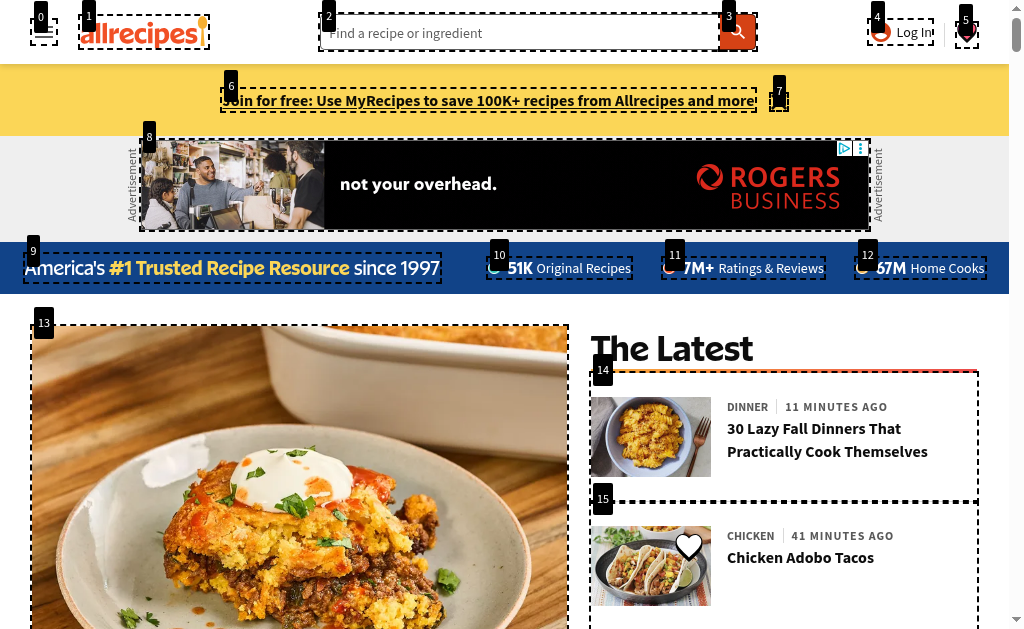 0
1
2
3
4
5
allrecipes
Find a recipe or ingredient
Log In
6
7
Join for free: Use MyRecipes to save 100K+ recipes from Allrecipes and more
8
Advertisement
not your overhead.
ROGERS
BUSINESS
Advertisement
9
10
11
12
America's #1 Trusted Recipe Resource since 1997
51K Original Recipes
7M+ Ratings & Reviews
67M Home Cooks
13
The Latest
14
DINNER 11 MINUTES AGO
30 Lazy Fall Dinners That
Practically Cook Themselves
15
CHICKEN 41 MINUTES AGO
Chicken Adobo Tacos